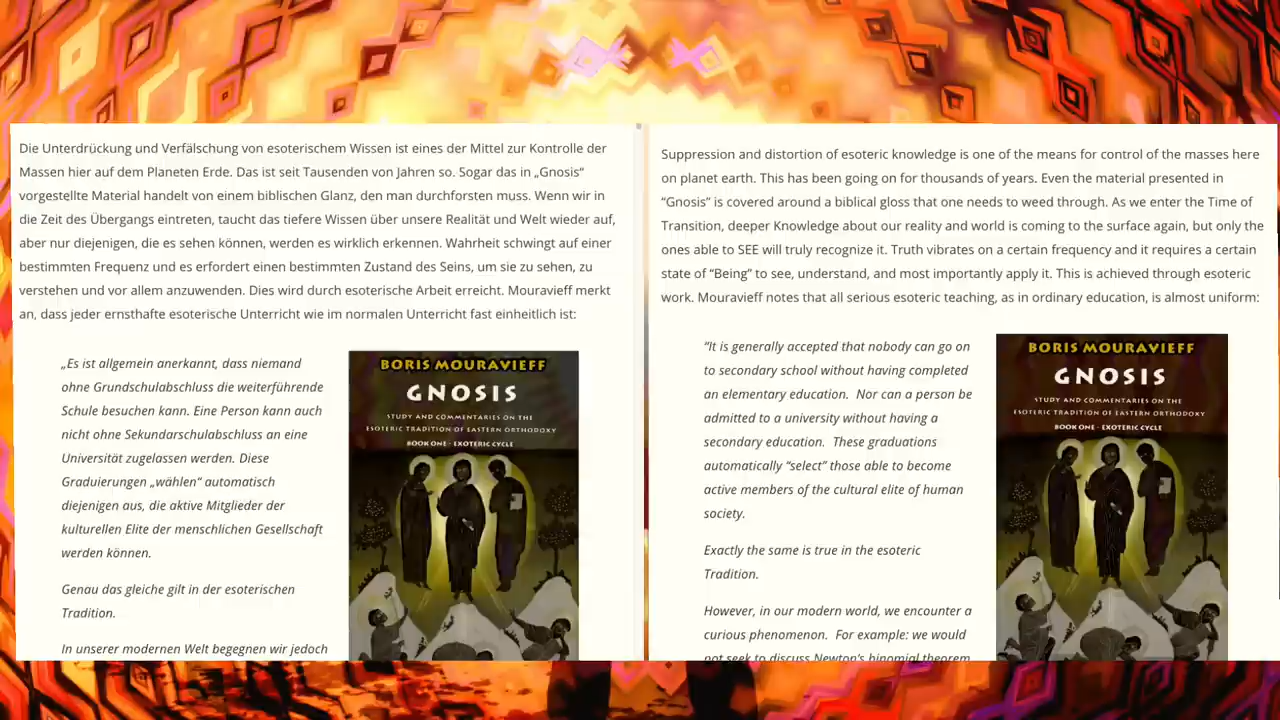 Die Unterdrückung und Verfälschung von esoterischem Wissen ist eines der Mittel zur Kontrolle der
Massen hier auf dem Planeten Erde. Das ist seit Tausenden von Jahren so. Sogar das in „Gnosis“
vorgestellte Material handelt von einem biblischen Glanz, den man durchforsten muss. Wenn wir in
die Zeit des Übergangs eintreten, taucht das tiefere Wissen über unsere Realität und Welt wieder auf,
aber nur diejenigen, die es sehen können, werden es wirklich erkennen. Wahrheit schwingt auf einer
bestimmten Frequenz und es erfordert einen bestimmten Zustand des Seins, um sie zu sehen, zu
verstehen und vor allem anzuwenden. Dies wird durch esoterische Arbeit erreicht. Mouravieff merkt
an, dass jeder ernsthafte esoterische Unterricht wie im normalen Unterricht fast einheitlich ist:
„Es ist allgemein anerkannt, dass niemand
ohne Grundschulabschluss die weiterführende
Schule besuchen kann. Eine Person kann auch
nicht ohne Sekundarschulabschluss an eine
Universität zugelassen werden. Diese
Graduierungen „wählen“ automatisch
diejenigen aus, die aktive Mitglieder der
kulturellen Elite der menschlichen Gesellschaft
werden können.
Genau das gleiche gilt in der esoterischen
Tradition.
In unserer modernen Welt begegnen wir jedoch
BORIS MOURAVIEFF
GNOSIS
STUDY AND COMMENTARIES ON THE
ESOTERIC TRADITION OF EASTERN ORTHODOXY
BOOK ONE - EXOTERIC CYCLE
Suppression and distortion of esoteric knowledge is one of the means for control of the masses here
on planet earth. This has been going on for thousands of years. Even the material presented in
“Gnosis” is covered around a biblical gloss that one needs to weed through. As we enter the Time of
Transition, deeper Knowledge about our reality and world is coming to the surface again, but only the
ones able to SEE will truly recognize it. Truth vibrates on a certain frequency and it requires a certain
state of “Being” to see, understand, and most importantly apply it. This is achieved through esoteric
work. Mouravieff notes that all serious esoteric teaching, as in ordinary education, is almost uniform:
“It is generally accepted that nobody can go on
to secondary school without having completed
an elementary education.  Nor can a person be
admitted to a university without having a
secondary education.  These graduations
automatically “select” those able to become
active members of the cultural elite of human
society.
Exactly the same is true in the esoteric
Tradition.
However, in our modern world, we encounter a
curious phenomenon.  For example: we would
not seek to discuss Newton’s binomial theorem
BORIS MOURAVIEFF
GNOSIS
STUDY AND COMMENTARIES ON THE
ESOTERIC TRADITION OF EASTERN ORTHODOXY
BOOK ONE - EXOTERIC CYCLE